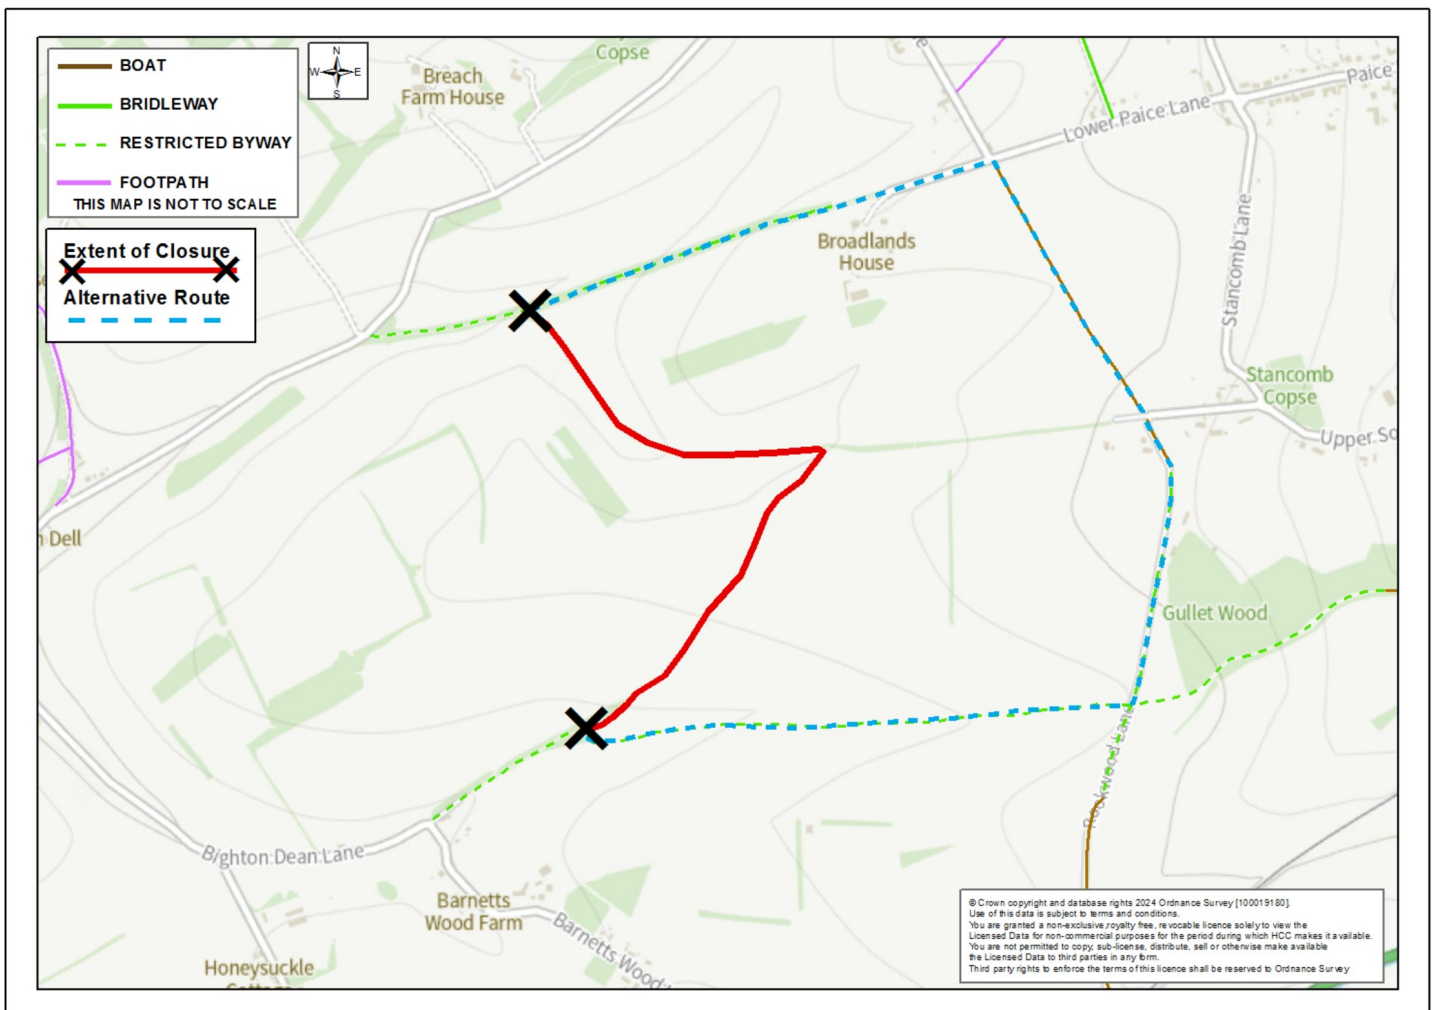 BOAT
BRIDLEWAY
RESTRICTED BYWAY
FOOTPATH
THIS MAP IS NOT TO SCALE
N
W E
S
Extent of Closure
Alternative Route
Copse
Breach
Farm House
Lower Paice Lane
Paice
Broadlands
House
Stancomb Lane
Stancomb
Copse
Upper So
Dell
Gullet Wood
Rookwood Lane
Bighton Dean Lane
Barnetts
Wood Farm
Barnetts Wood
Honeysuckle
Cottage
© Crown copyright and database rights 2024 Ordnance Survey [100019180].
Use of this data is subject to terms and conditions.
You are granted a non-exclusive,royalty free, revocable licence solely to view the
Licensed Data for non-commercial purposes for the period during which HCC makes it available.
You are not permitted to copy, sub-license, distribute, sell or otherwise make available
the Licensed Data to third parties in any form.
Third party rights to enforce the terms of this licence shall be reserved to Ordnance Survey